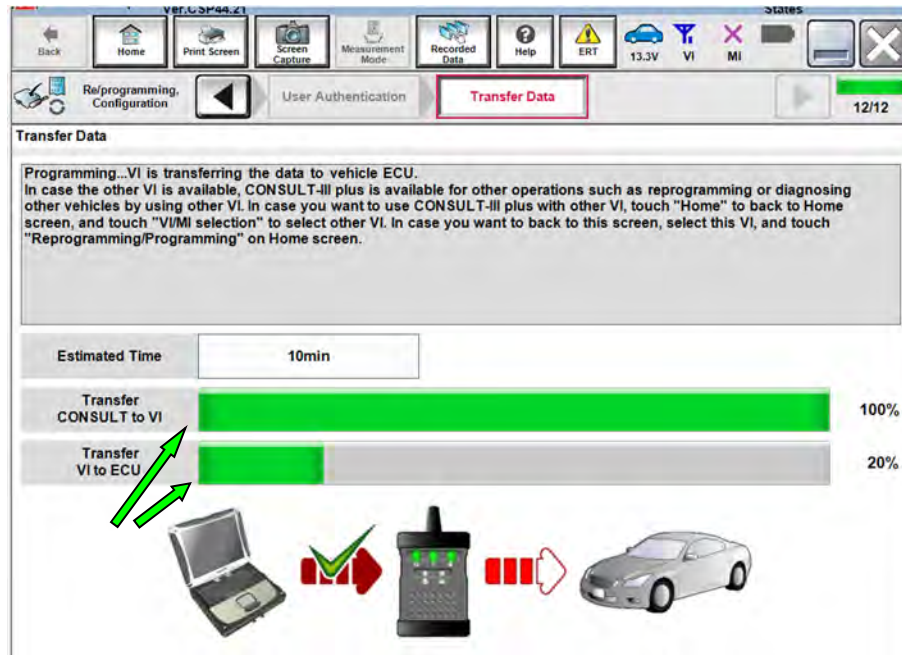 Ver.CSP44.21
States
Back
Home
Print Screen
Screen
Capture
Measurement
Mode
Recorded
Data
Help
ERT
13.3V
VI
MI
Re/programming,
Configuration
User Authentication
Transfer Data
12/12
Transfer Data
Programming...VI is transferring the data to vehicle ECU.
In case the other VI is available, CONSULT-III plus is available for other operations such as reprogramming or diagnosing
other vehicles by using other VI. In case you want to use CONSULT-III plus with other VI, touch "Home" to back to Home
screen, and touch "VI/MI selection" to select other VI. In case you want to back to this screen, select this VI, and touch
"Reprogramming/Programming" on Home screen.
Estimated Time
10min
Transfer
CONSULT to VI
100%
Transfer
VI to ECU
20%